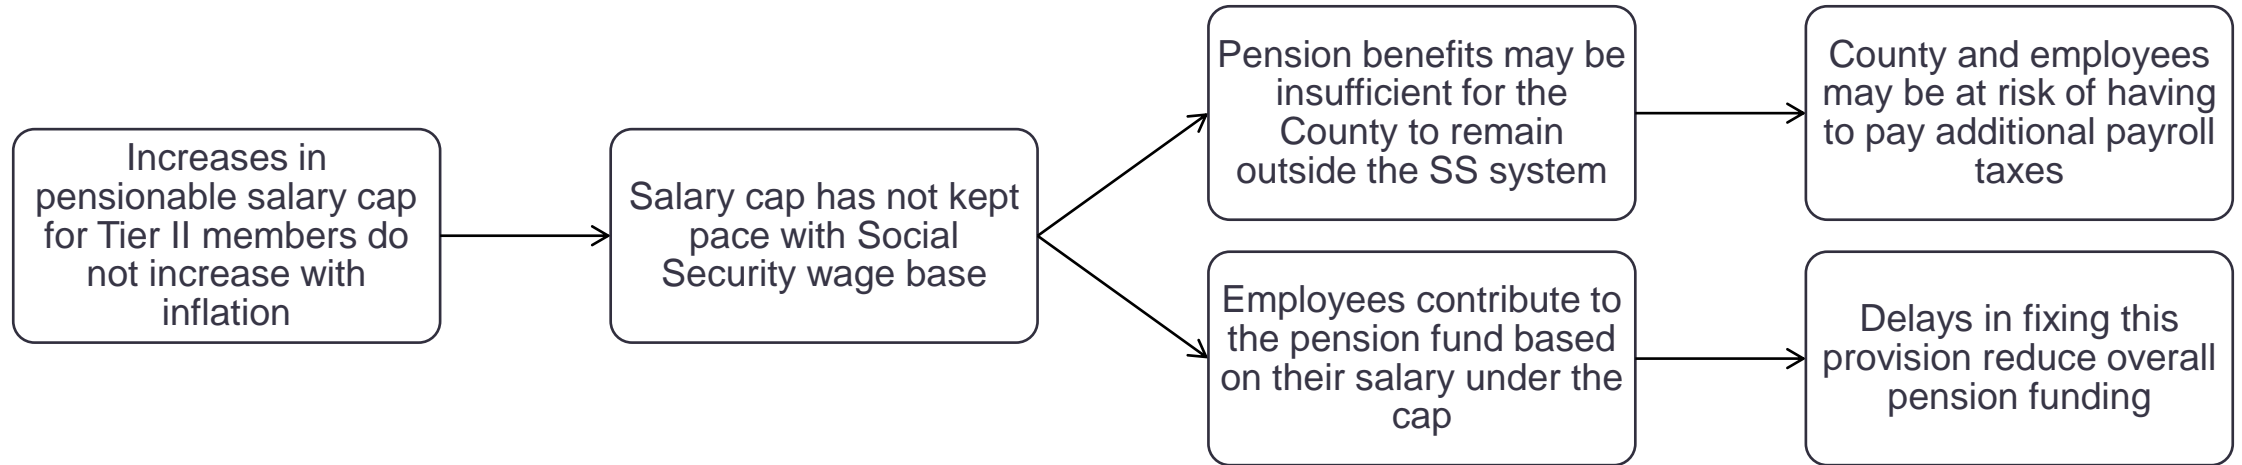 Increases in
pensionable salary cap
for Tier II members do
not increase with
inflation
Salary cap has not kept
pace with Social
Security wage base
Pension benefits may be
insufficient for the
County to remain
outside the SS system
County and employees
may be at risk of having
to pay additional payroll
taxes
Employees contribute to
the pension fund based
on their salary under the
cap
Delays in fixing this
provision reduce overall
pension funding